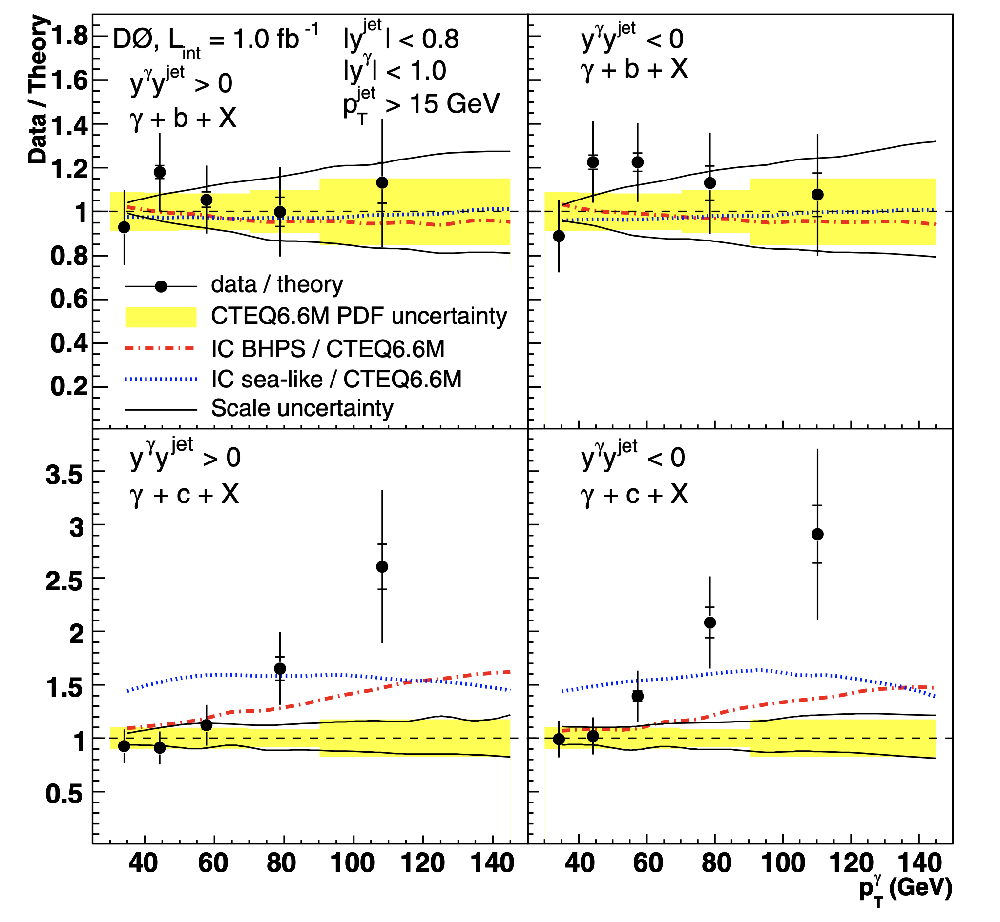 Data / Theory
1.8
1.6
1.4
1.2
1
0.8
0.6
0.4
0.2
DØ, L_int = 1.0 fb^-1
|y^jet| < 0.8
|y^γ| < 1.0
p_T^jet > 15 GeV
y^γy^jet > 0
γ + b + X
data / theory
CTEQ6.6M PDF uncertainty
IC BHPS / CTEQ6.6M
IC sea-like / CTEQ6.6M
Scale uncertainty
y^γy^jet < 0
γ + b + X
3.5
3
2.5
2
1.5
1
0.5
y^γy^jet > 0
γ + c + X
y^γy^jet < 0
γ + c + X
40 60 80 100 120 140
40 60 80 100 120 140
p_T^γ (GeV)